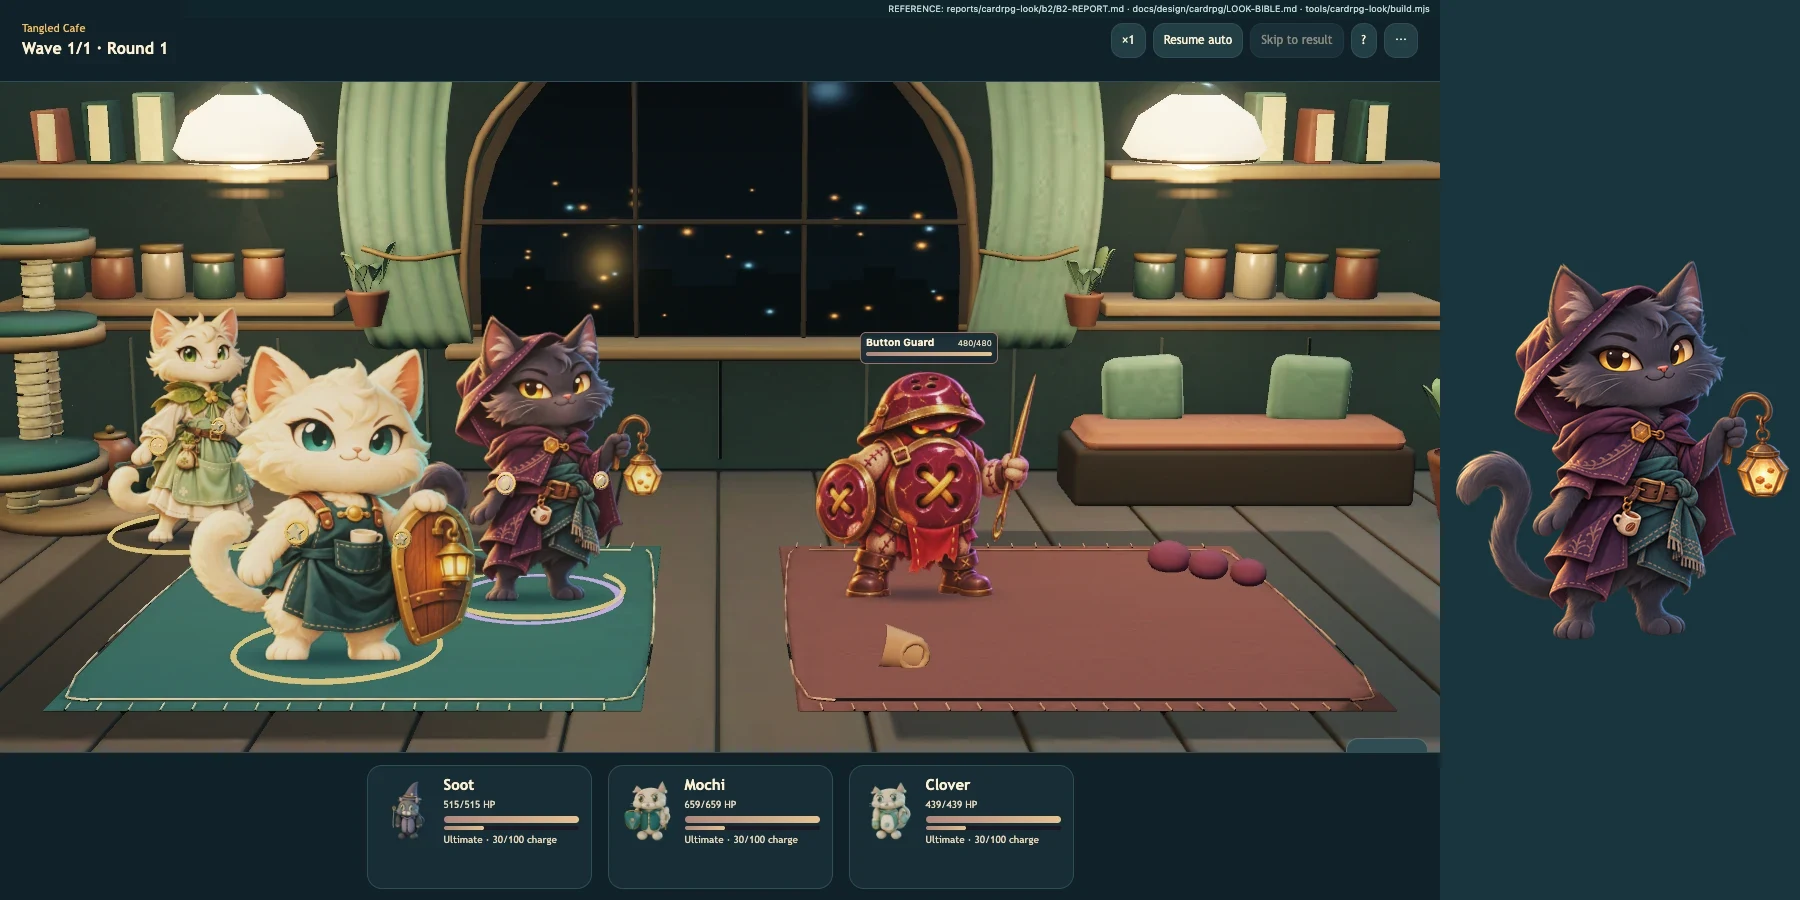 REFERENCE: reports/cardrpg-look/b2/B2-REPORT.md · docs/design/cardrpg/LOOK-BIBLE.md · tools/cardrpg-look/build.mjs
Tangled Cafe
Wave 1/1 · Round 1
×1
Resume auto
Skip to result
?
···
Button Guard 480/480
Soot
515/515 HP
Ultimate · 30/100 charge
Mochi
659/659 HP
Ultimate · 30/100 charge
Clover
439/439 HP
Ultimate · 30/100 charge